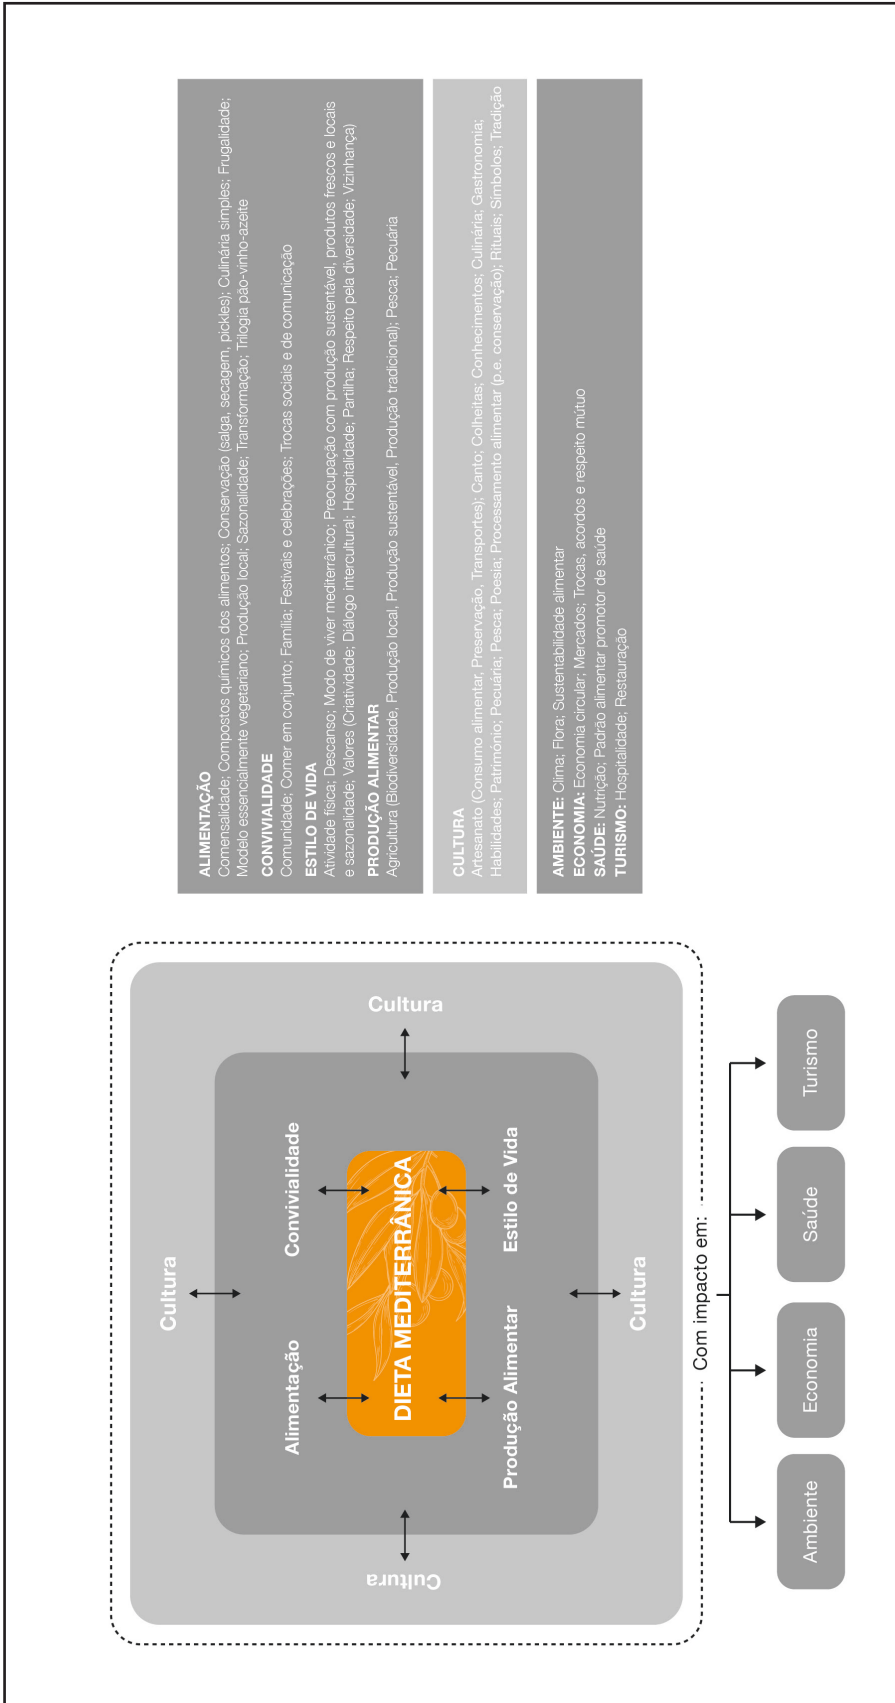 Cultura
Alimentação
Convivialidade
Cultura
DIETA MEDITERRÂNICA
Cultura
Produção Alimentar
Estilo de Vida
Cultura
Com impacto em:
Ambiente
Economia
Saúde
Turismo
ALIMENTAÇÃO
Comensalidade; Compostos químicos dos alimentos; Conservação (salga, secagem, pickles); Culinária simples; Frugalidade;
Modelo essencialmente vegetariano; Produção local; Sazonalidade; Transformação; Trilogia pão-vinho-azeite
CONVIVIALIDADE
Comunidade; Comer em conjunto; Família; Festivais e celebrações; Trocas sociais e de comunicação
ESTILO DE VIDA
Atividade física; Descanso; Modo de viver mediterrânico; Preocupação com produção sustentável, produtos frescos e locais
e sazonalidade; Valores (Criatividade; Diálogo intercultural; Hospitalidade; Partilha; Respeito pela diversidade; Vizinhança)
PRODUÇÃO ALIMENTAR
Agricultura (Biodiversidade, Produção local, Produção sustentável, Produção tradicional); Pesca; Pecuária
CULTURA
Artesanato (Consumo alimentar, Preservação, Transportes); Canto; Colheitas; Conhecimentos; Culinária; Gastronomia;
Habilidades; Património; Pecuária; Pesca; Poesia; Processamento alimentar (p.e. conservação); Rituais; Símbolos; Tradição
AMBIENTE: Clima; Flora; Sustentabilidade alimentar
ECONOMIA: Economia circular; Mercados; Trocas, acordos e respeito mútuo
SAÚDE: Nutrição; Padrão alimentar promotor de saúde
TURISMO: Hospitalidade; Restauração